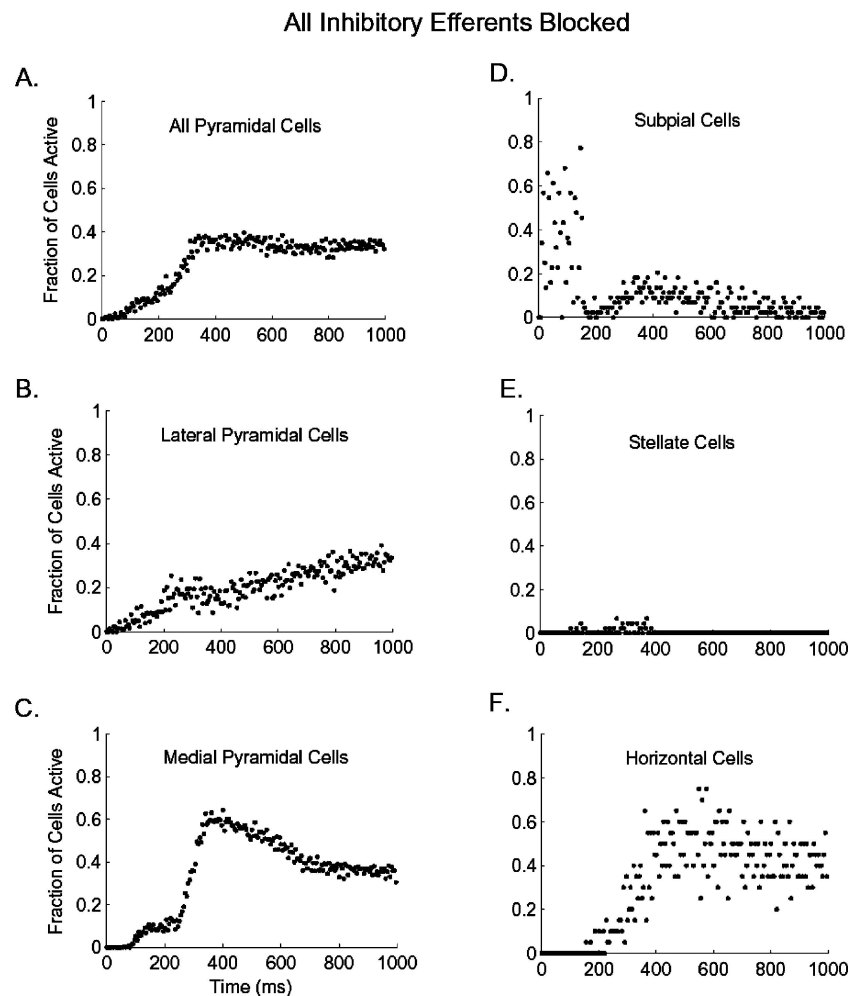 All Inhibitory Efferents Blocked
A.
All Pyramidal Cells
Fraction of Cells Active
1
0.8
0.6
0.4
0.2
0
0 200 400 600 800 1000
B.
Lateral Pyramidal Cells
Fraction of Cells Active
1
0.8
0.6
0.4
0.2
0
0 200 400 600 800 1000
C.
Medial Pyramidal Cells
Fraction of Cells Active
1
0.8
0.6
0.4
0.2
0
0 200 400 600 800 1000
Time (ms)
D.
Subpial Cells
1
0.8
0.6
0.4
0.2
0
0 200 400 600 800 1000
E.
Stellate Cells
1
0.8
0.6
0.4
0.2
0
0 200 400 600 800 1000
F.
Horizontal Cells
1
0.8
0.6
0.4
0.2
0
0 200 400 600 800 1000